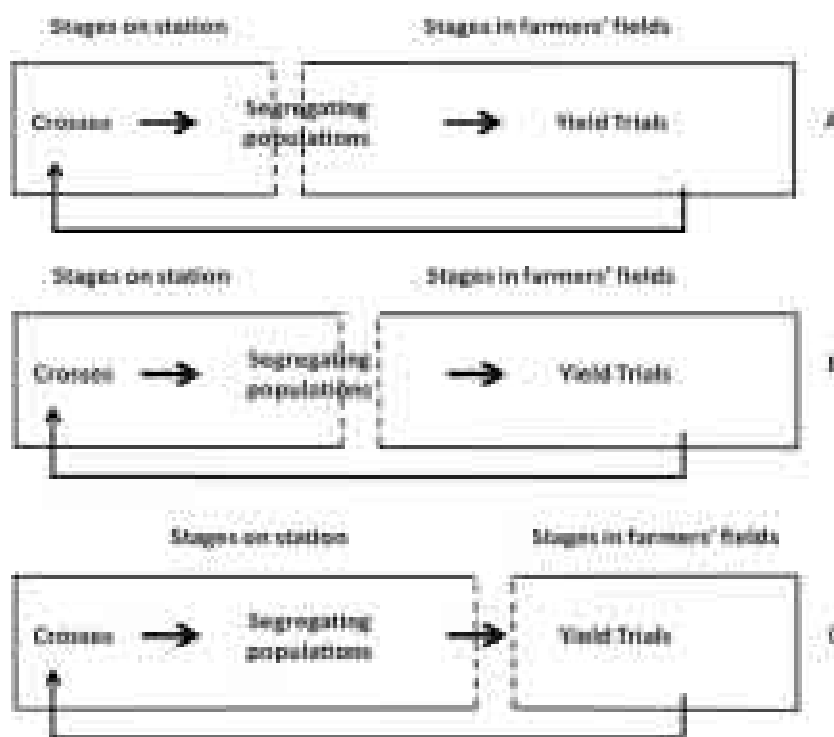 Stages on station Stages in farmers' fields
Crosses Segregating populations Yield Trials
Stages on station Stages in farmers' fields
Crosses Segregating populations Yield Trials
Stages on station Stages in farmers' fields
Crosses Segregating populations Yield Trials